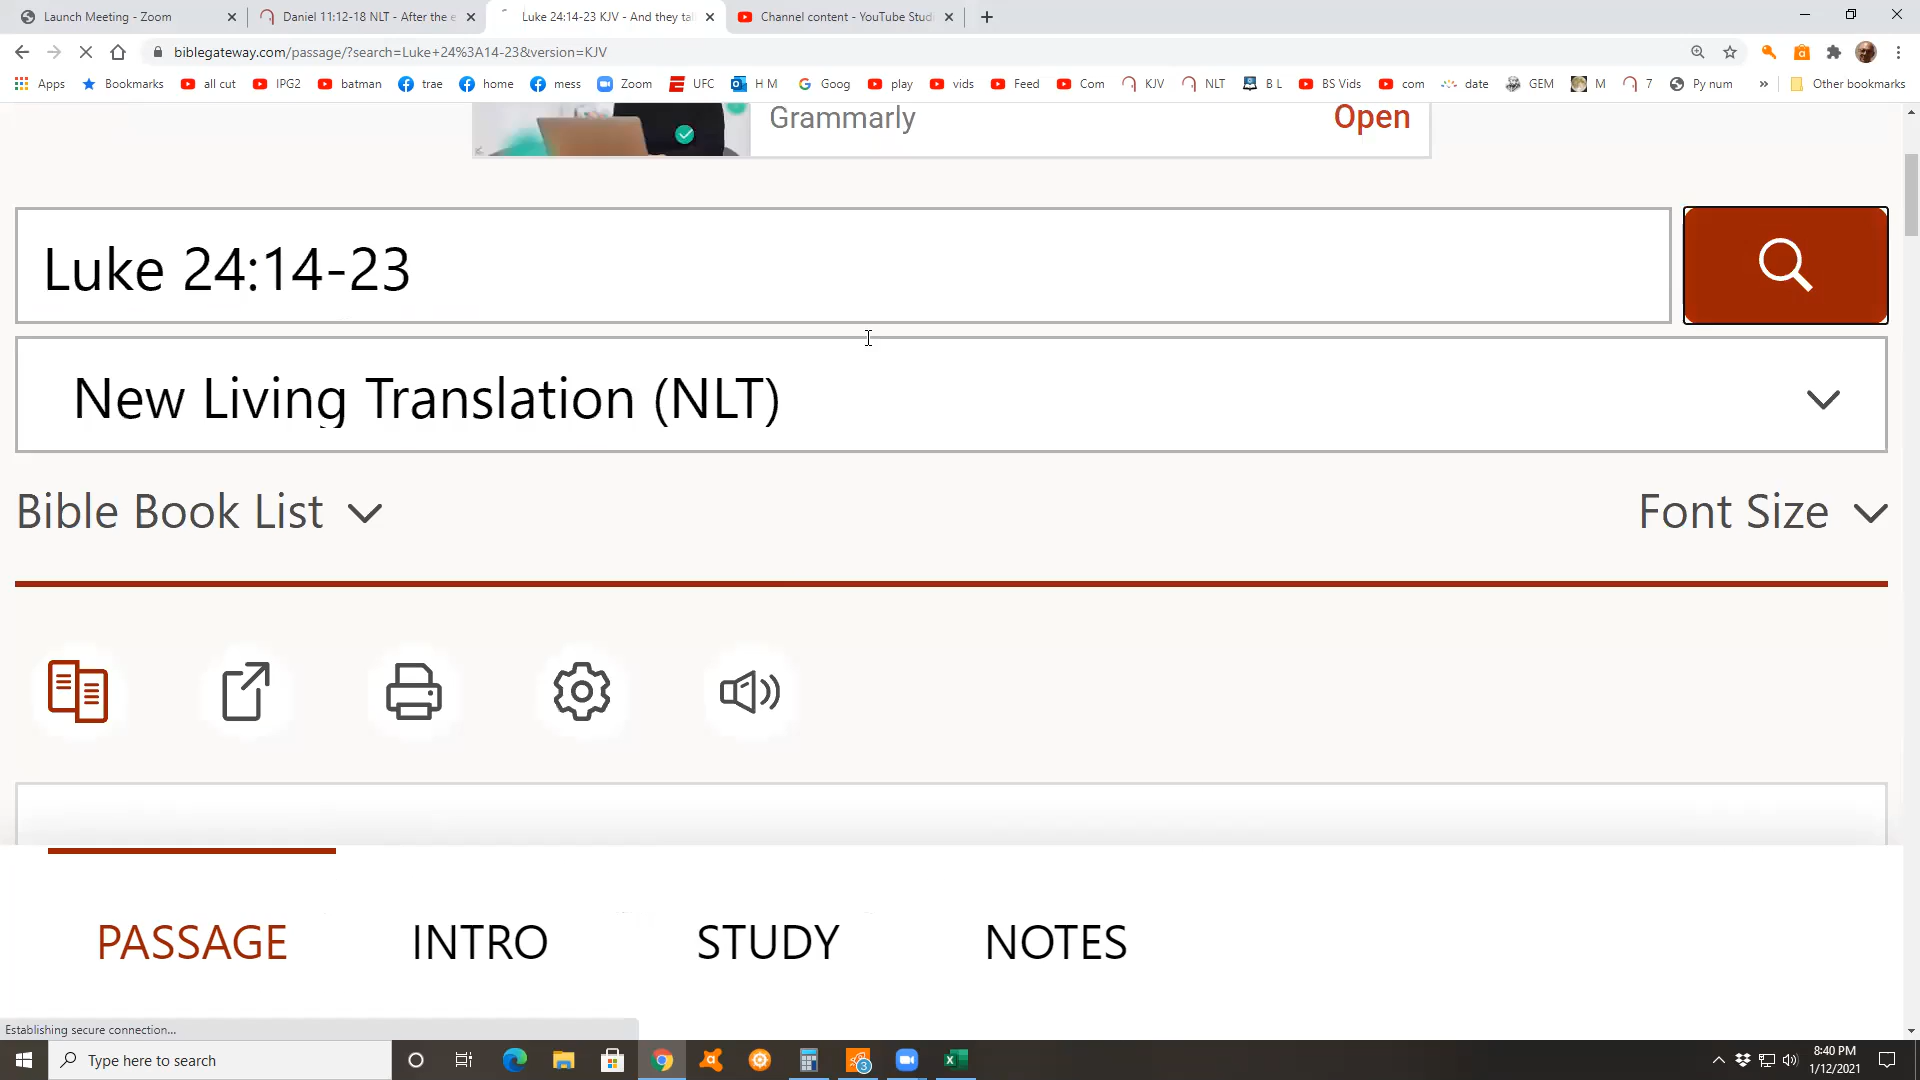 Launch Meeting - Zoom
Daniel 11:12-18 NLT - After the e
Luke 24:14-23 KJV - And they tal
Channel content - YouTube Studi
biblegateway.com/passage/?search=Luke+24%3A14-23&version=KJV
Apps Bookmarks all cut IPG2 batman trae home mess Zoom UFC H M Goog play vids Feed Com KJV NLT B L BS Vids com date GEM M 7 Py num » Other bookmarks
Grammarly
Open
Luke 24:14-23
New Living Translation (NLT)
Bible Book List
Font Size
PASSAGE INTRO STUDY NOTES
Establishing secure connection...
Type here to search
3
8:40 PM
1/12/2021